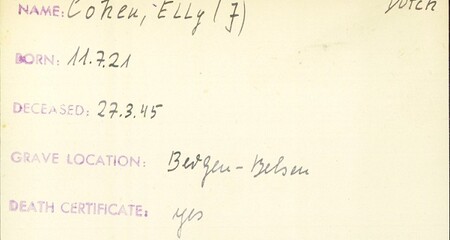 NAME: Cohen, Elly (J) Dutch
BORN: 11.7.21
DECEASED: 27.3.45
GRAVE LOCATION: Bergen-Belsen
DEATH CERTIFICATE: yes